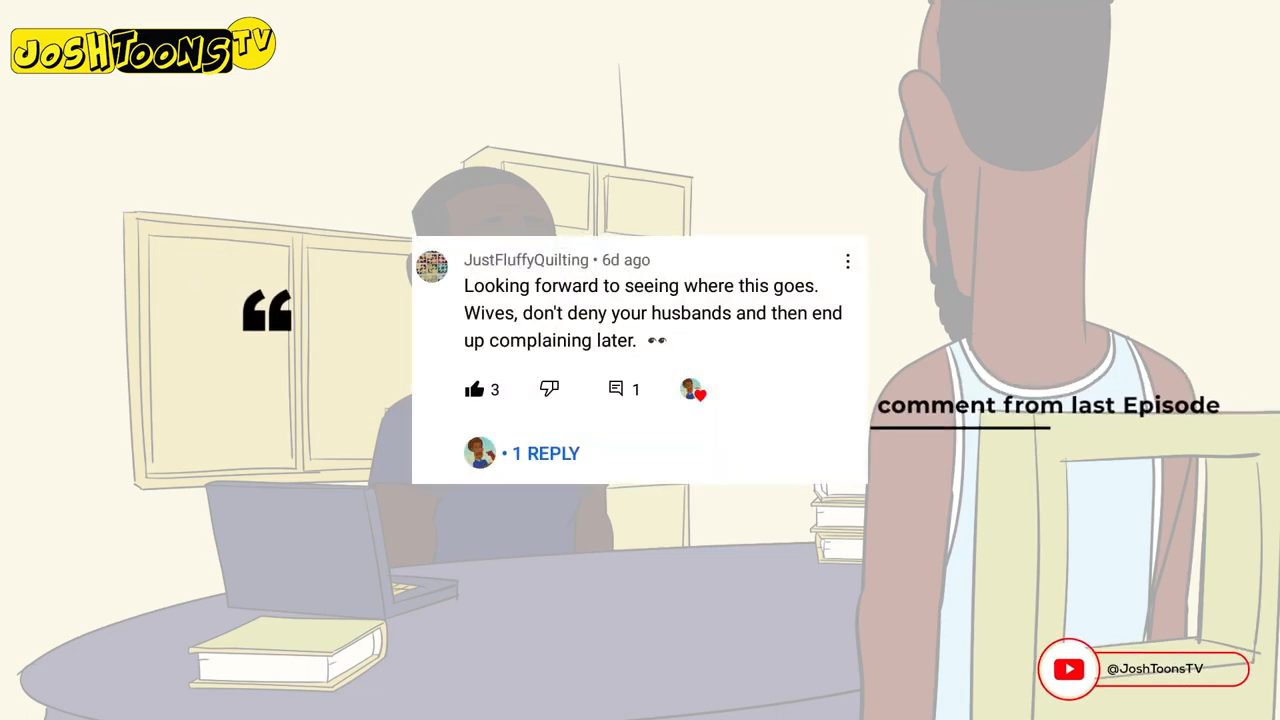 JOSHTOONSTV
“
JustFluffyQuilting • 6d ago
Looking forward to seeing where this goes.
Wives, don't deny your husbands and then end
up complaining later. 👀
3
1
• 1 REPLY
comment from last Episode
@JoshToonsTV